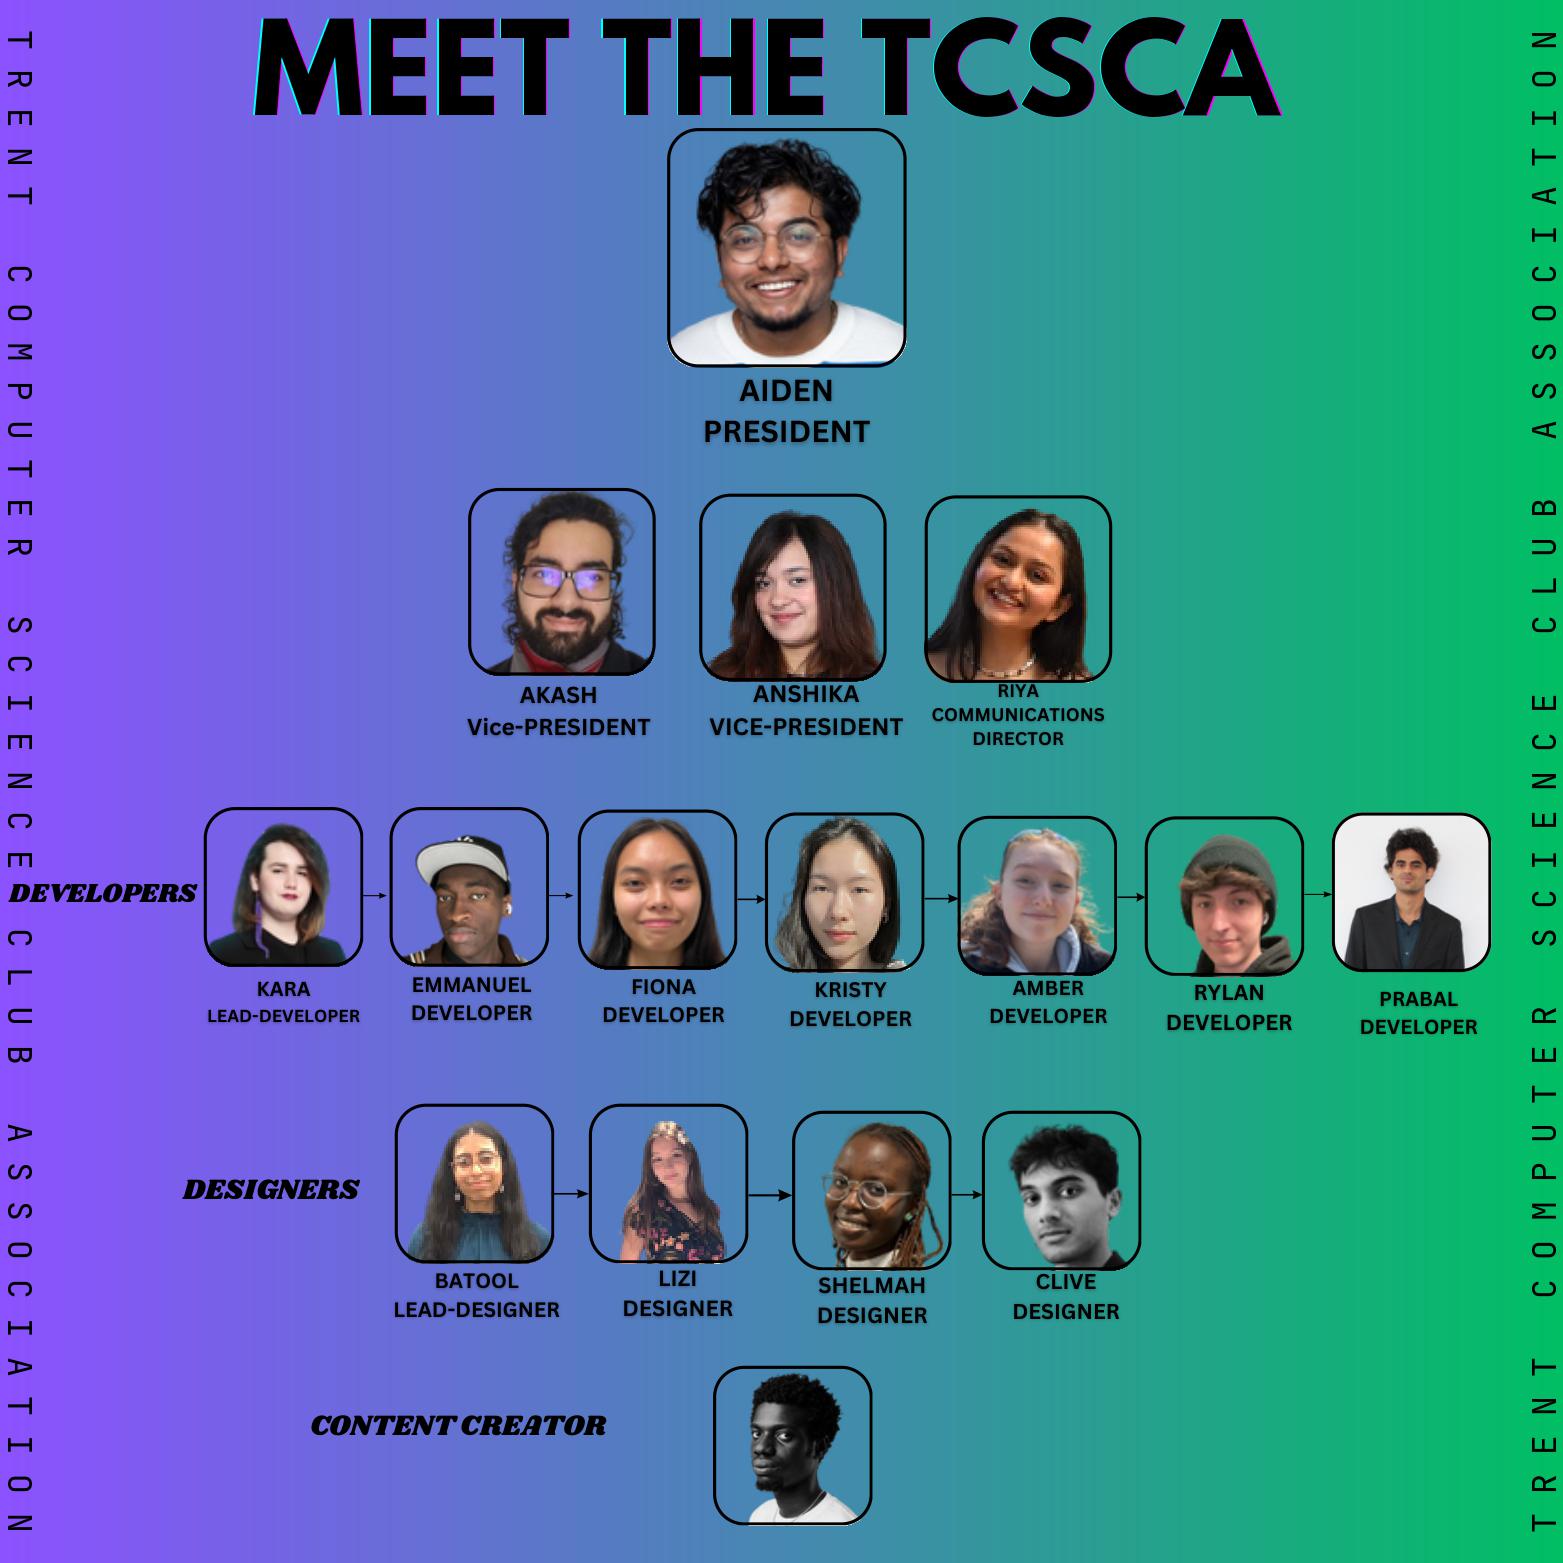 MEET THE TCSCA
TRENT COMPUTER SCIENCE CLUB ASSOCIATION
AIDEN
PRESIDENT
AKASH
Vice-PRESIDENT
ANSHIKA
VICE-PRESIDENT
RIYA
COMMUNICATIONS
DIRECTOR
DEVELOPERS
KARA
LEAD-DEVELOPER
EMMANUEL
DEVELOPER
FIONA
DEVELOPER
KRISTY
DEVELOPER
AMBER
DEVELOPER
RYLAN
DEVELOPER
PRABAL
DEVELOPER
DESIGNERS
BATOOL
LEAD-DESIGNER
LIZI
DESIGNER
SHELMAH
DESIGNER
CLIVE
DESIGNER
CONTENT CREATOR
TRENT COMPUTER SCIENCE CLUB ASSOCIATION